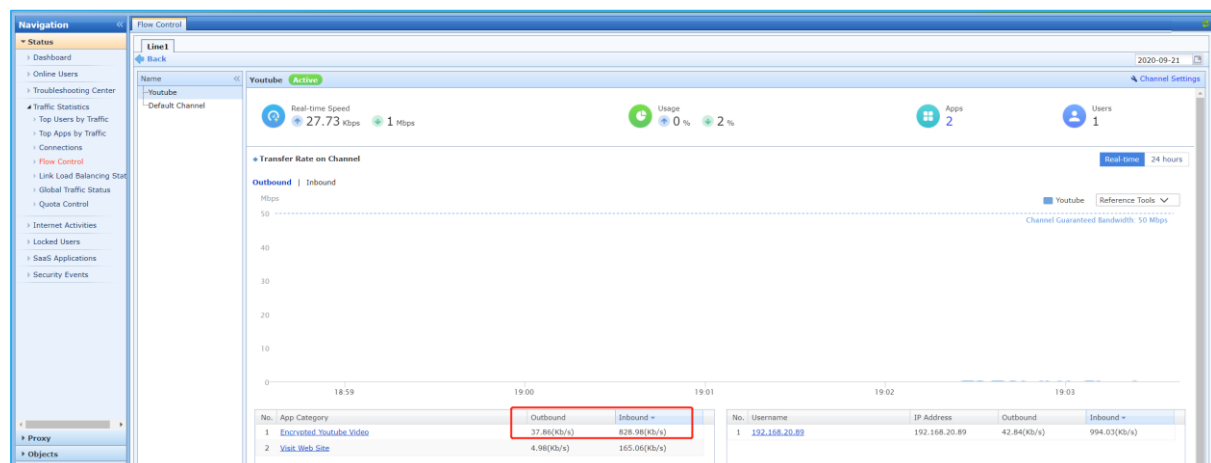 Navigation
Status
Dashboard
Online Users
Troubleshooting Center
Traffic Statistics
Top Users by Traffic
Top Apps by Traffic
Connections
Flow Control
Link Load Balancing Stat
Global Traffic Status
Quota Control
Internet Activities
Locked Users
SaaS Applications
Security Events
Proxy
Objects
Flow Control
Line1
Back
2020-09-21
Name
Youtube
Default Channel
Youtube Active
Channel Settings
Real-time Speed
27.73 Kbps 1 Mbps
Usage
0 % 2 %
Apps
2
Users
1
Transfer Rate on Channel
Real-time 24 hours
Outbound | Inbound
Mbps
Youtube Reference Tools
Channel Guaranteed Bandwidth: 50 Mbps
50
40
30
20
10
0
18:59 19:00 19:01 19:02 19:03
No. App Category Outbound Inbound
1 Encrypted Youtube Video 37.86(Kb/s) 828.98(Kb/s)
2 Visit Web Site 4.98(Kb/s) 165.06(Kb/s)
No. Username IP Address Outbound Inbound
1 192.168.20.89 192.168.20.89 42.84(Kb/s) 994.03(Kb/s)